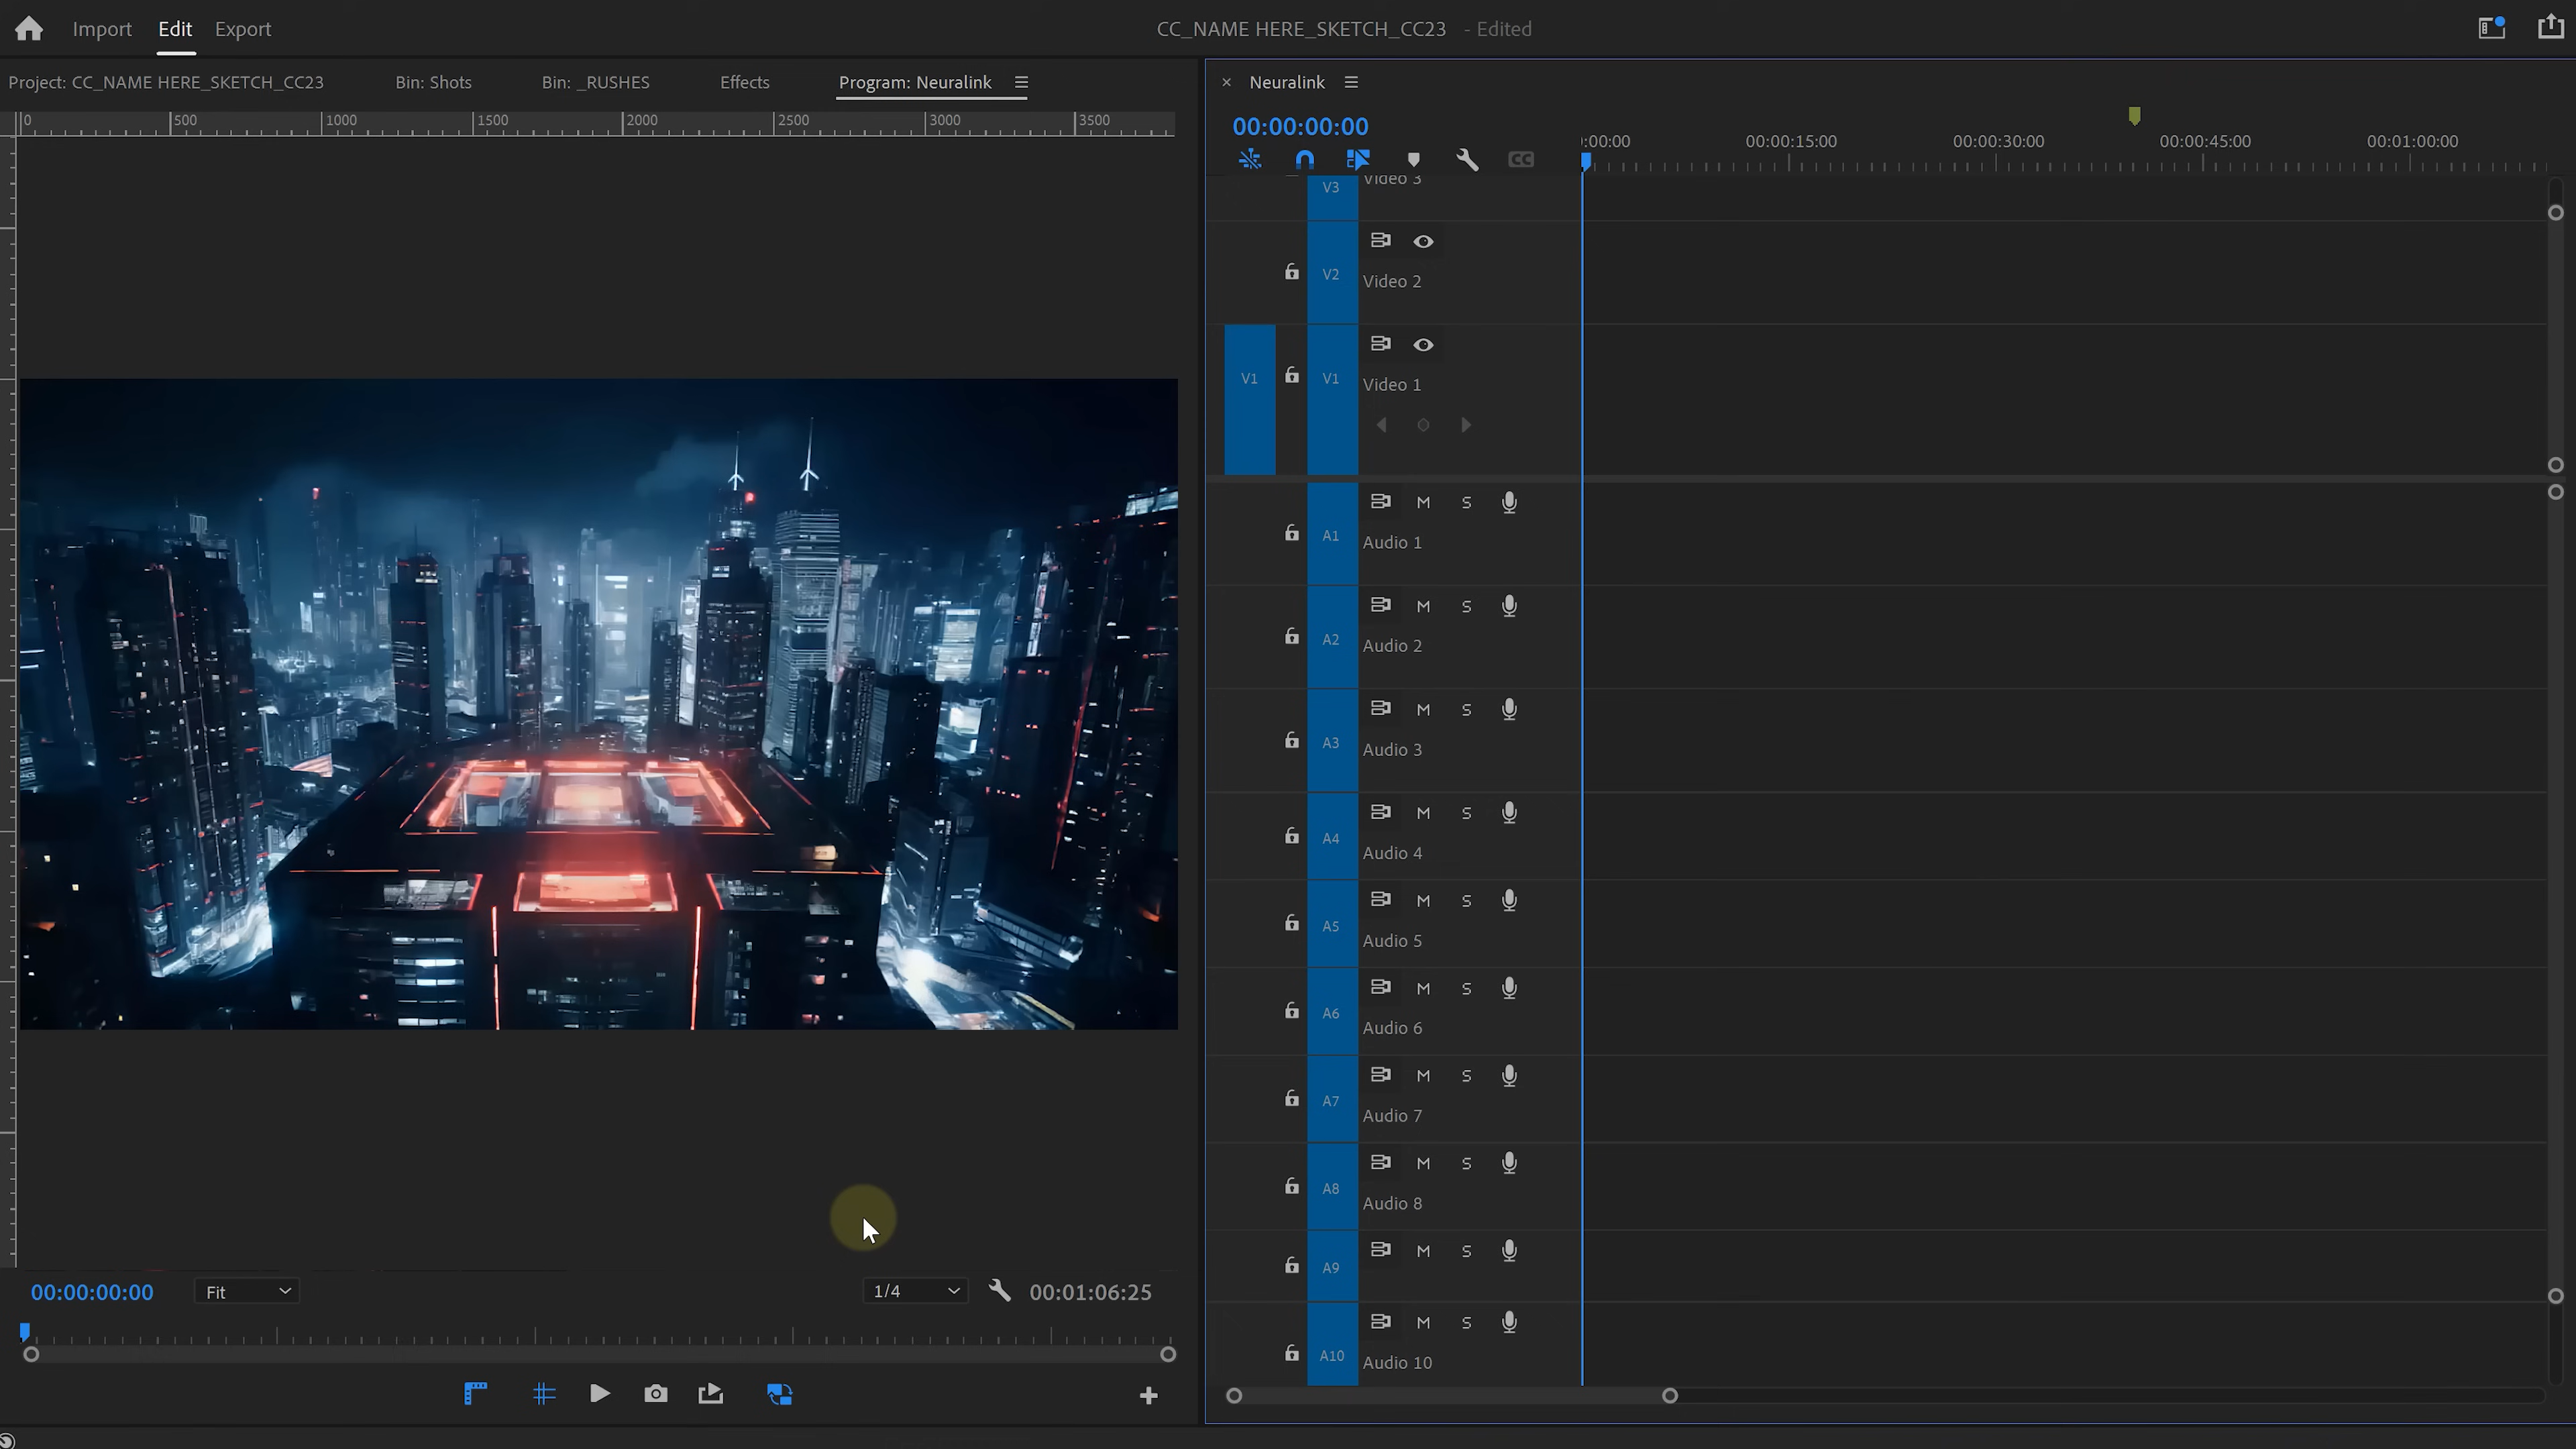 Import Edit Export CC_NAME HERE_SKETCH_CC23 - Edited
Project: CC_NAME HERE_SKETCH_CC23 Bin: Shots Bin: _RUSHES Effects Program: Neuralink
0 500 1000 1500 2000 2500 3000 3500
00:00:00:00 Fit 1/4 00:01:06:25
Neuralink
00:00:00:00
:00:00 00:00:15:00 00:00:30:00 00:00:45:00 00:01:00:00
CC
V3 Video 3
V2 Video 2
V1 V1 Video 1
A1 M S
Audio 1
A2 M S
Audio 2
A3 M S
Audio 3
A4 M S
Audio 4
A5 M S
Audio 5
A6 M S
Audio 6
A7 M S
Audio 7
A8 M S
Audio 8
A9 M S
A10 M S
Audio 10